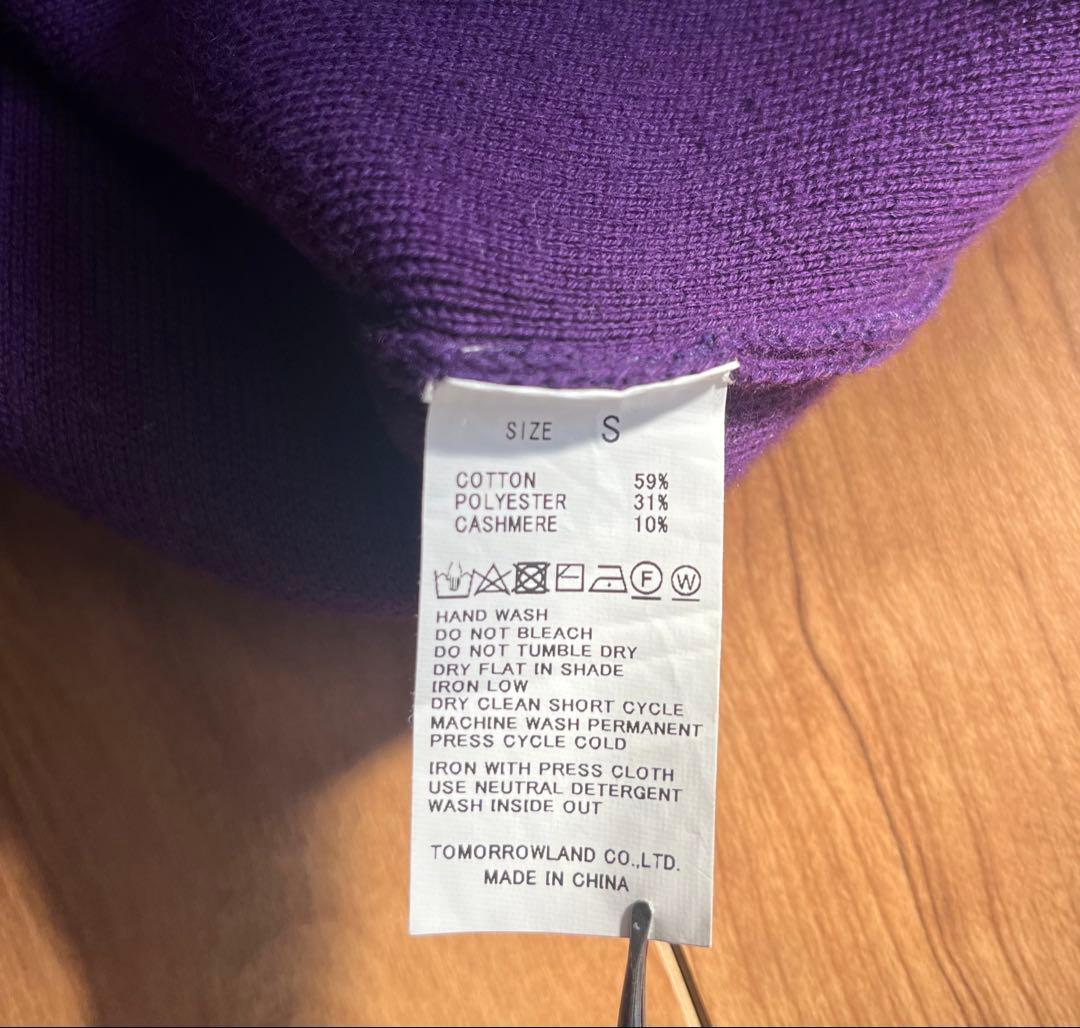 SIZE S
COTTON 59%
POLYESTER 31%
CASHMERE 10%
F W
HAND WASH
DO NOT BLEACH
DO NOT TUMBLE DRY
DRY FLAT IN SHADE
IRON LOW
DRY CLEAN SHORT CYCLE
MACHINE WASH PERMANENT
PRESS CYCLE COLD
IRON WITH PRESS CLOTH
USE NEUTRAL DETERGENT
WASH INSIDE OUT
TOMORROWLAND CO.,LTD.
MADE IN CHINA